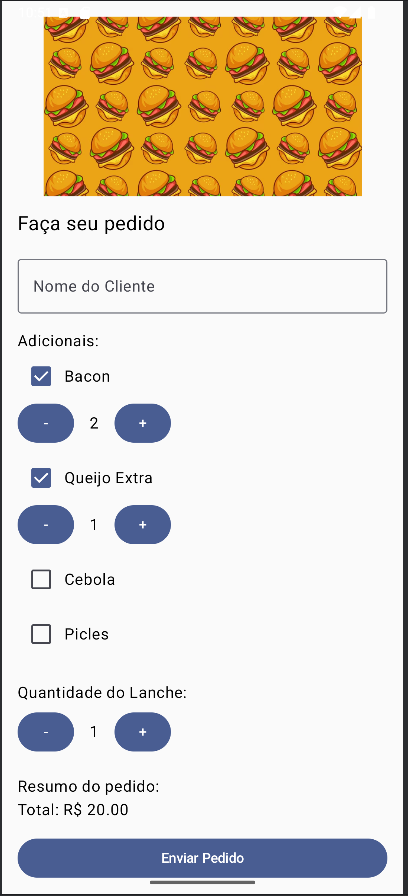 Faça seu pedido
Nome do Cliente
Adicionais:
Bacon
- 2 +
Queijo Extra
- 1 +
Cebola
Picles
Quantidade do Lanche:
- 1 +
Resumo do pedido:
Total: R$ 20.00
Enviar Pedido